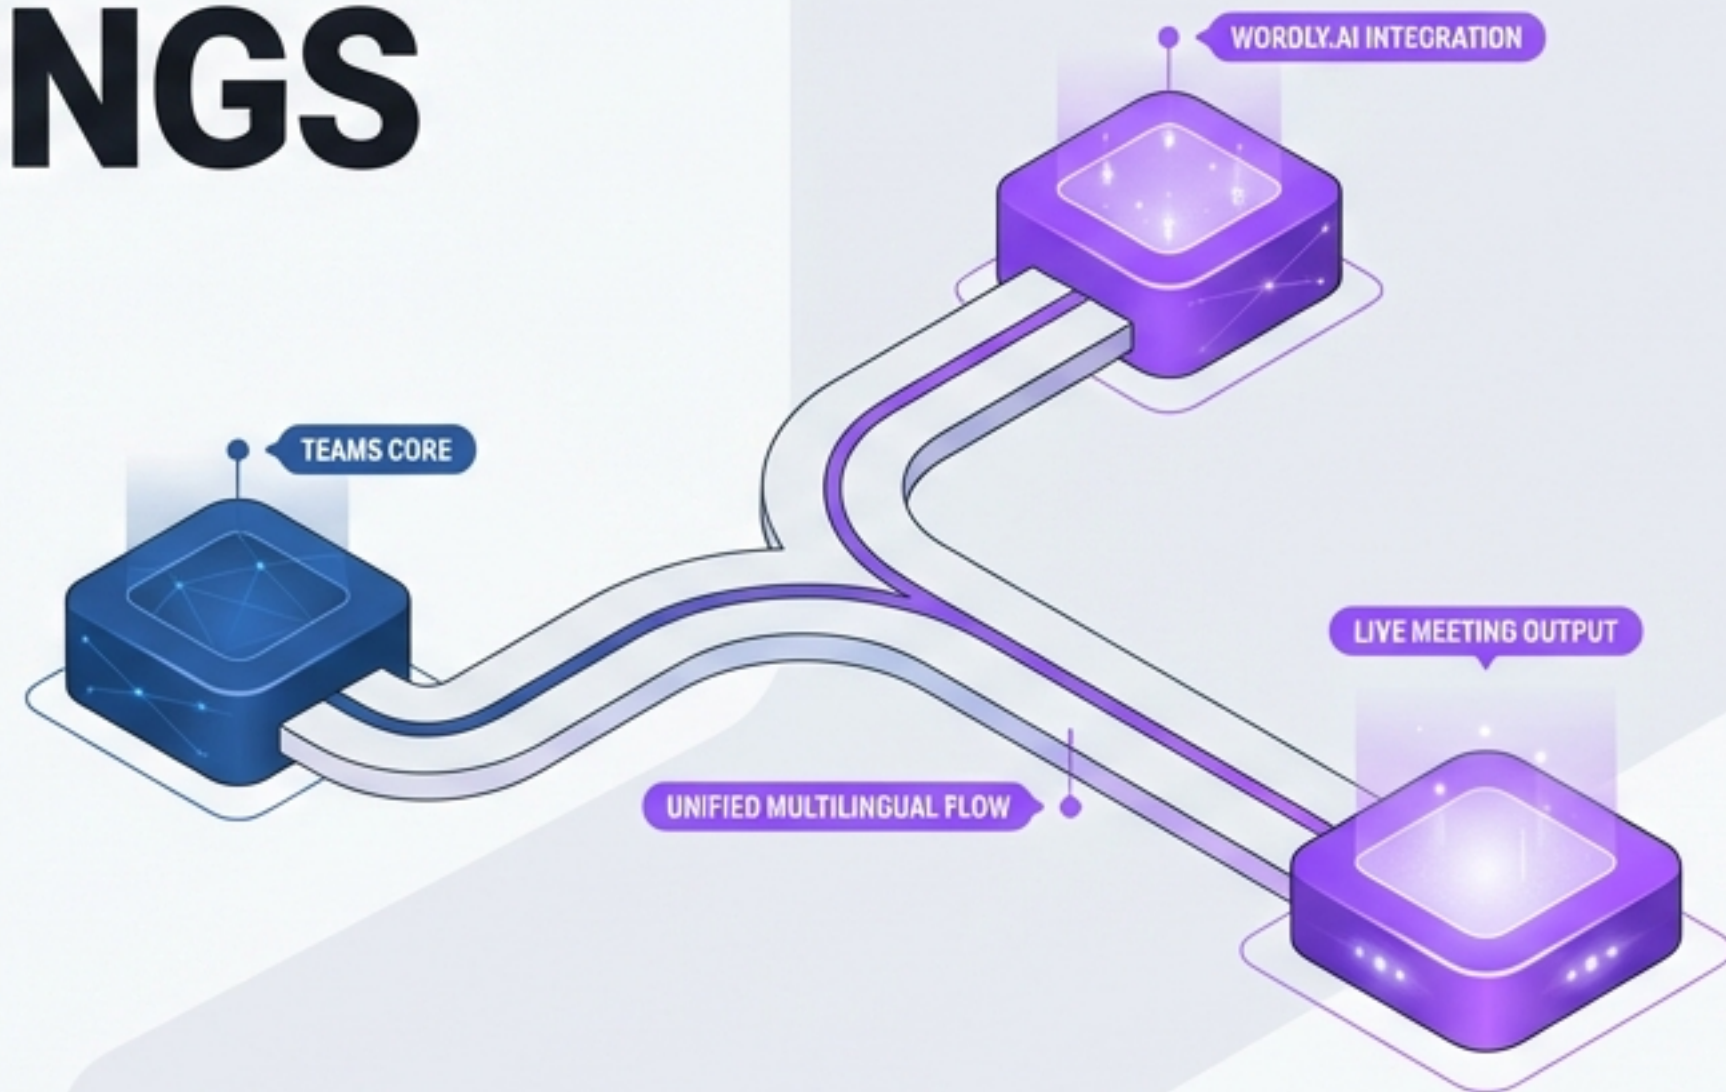 NGS
WORDLY.AI INTEGRATION
TEAMS CORE
LIVE MEETING OUTPUT
UNIFIED MULTILINGUAL FLOW